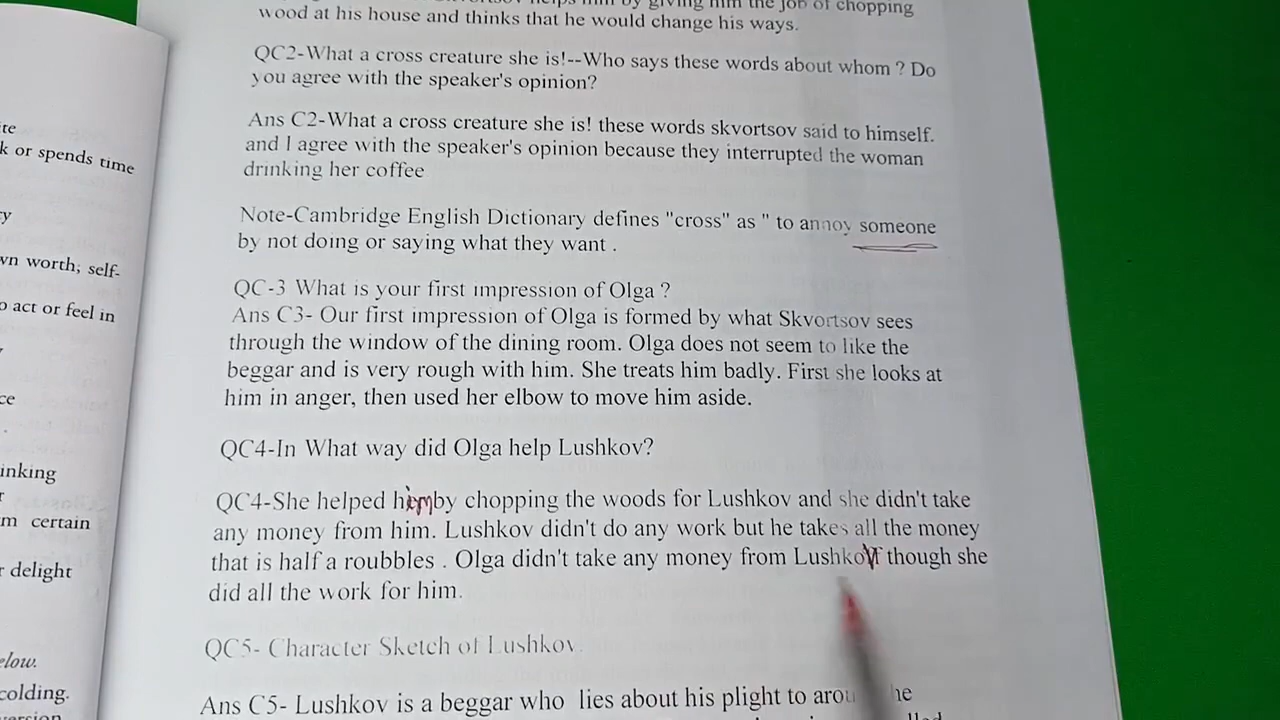 wood at his house and thinks that he would change his ways.
QC2-What a cross creature she is!--Who says these words about whom ? Do
you agree with the speaker's opinion?
Ans C2-What a cross creature she is! these words skvortsov said to himself.
and I agree with the speaker's opinion because they interrupted the woman
drinking her coffee
Note-Cambridge English Dictionary defines "cross" as " to annoy someone
by not doing or saying what they want .
QC-3 What is your first impression of Olga ?
Ans C3- Our first impression of Olga is formed by what Skvortsov sees
through the window of the dining room. Olga does not seem to like the
beggar and is very rough with him. She treats him badly. First she looks at
him in anger, then used her elbow to move him aside.
QC4-In What way did Olga help Lushkov?
QC4-She helped him by chopping the woods for Lushkov and she didn't take
any money from him. Lushkov didn't do any work but he takes all the money
that is half a roubbles . Olga didn't take any money from Lushkov though she
did all the work for him.
QC5- Character Sketch of Lushkov.
Ans C5- Lushkov is a beggar who lies about his plight to
k or spends time
wn worth; self-
o act or feel in
inking
m certain
delight
elow.
colding.